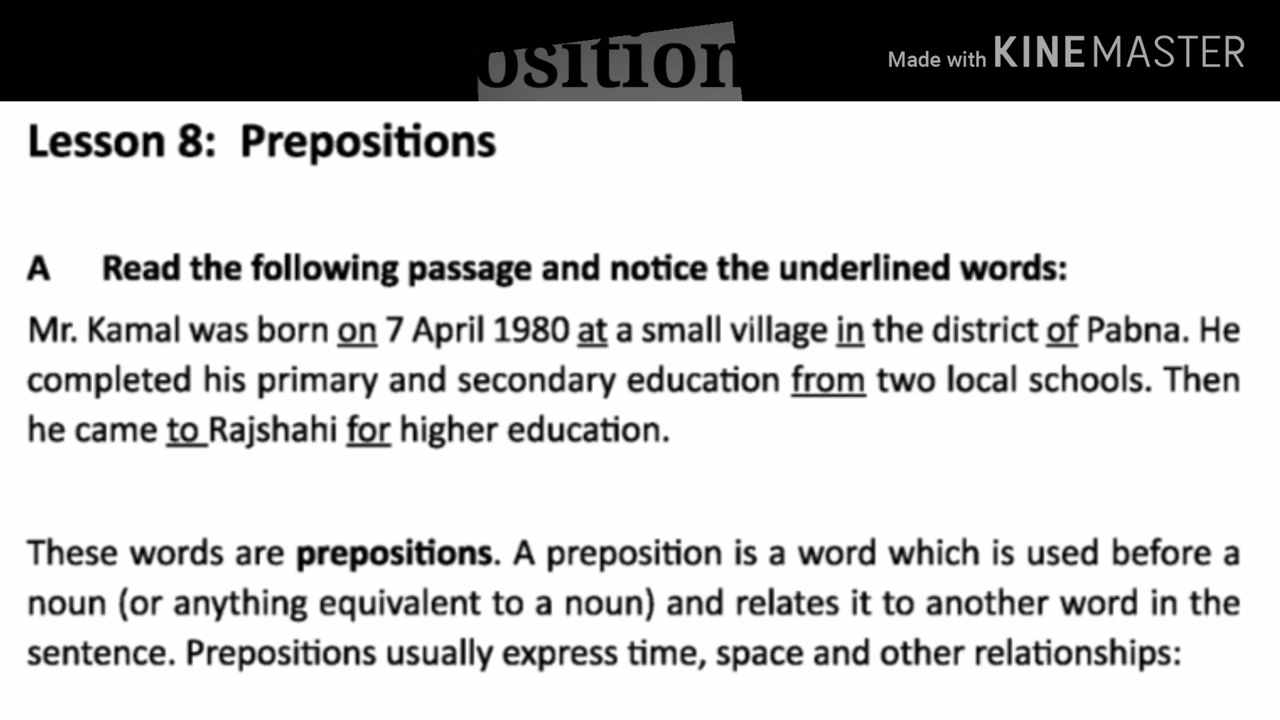 osition
Made with KINEMASTER
Lesson 8: Prepositions
A Read the following passage and notice the underlined words:
Mr. Kamal was born on 7 April 1980 at a small village in the district of Pabna. He
completed his primary and secondary education from two local schools. Then
he came to Rajshahi for higher education.
These words are prepositions. A preposition is a word which is used before a
noun (or anything equivalent to a noun) and relates it to another word in the
sentence. Prepositions usually express time, space and other relationships: